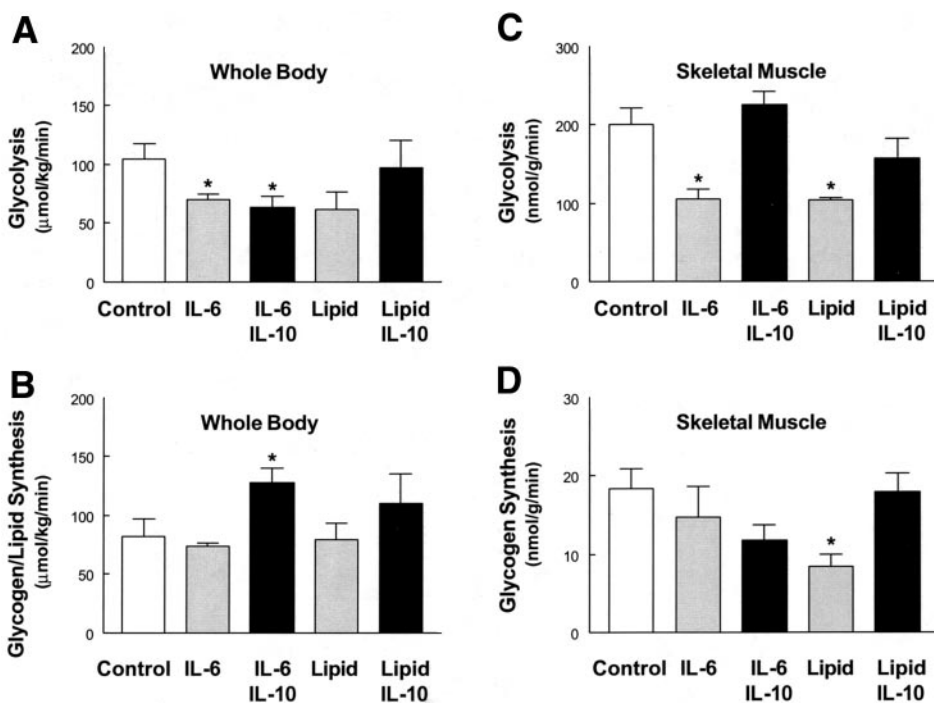 A
Whole Body
Glycolysis
(μmol/kg/min)
200
150
100
50
0
*
*
Control IL-6 IL-6 Lipid Lipid
IL-10 IL-10
C
Skeletal Muscle
Glycolysis
(nmol/g/min)
300
200
100
0
*
*
Control IL-6 IL-6 Lipid Lipid
IL-10 IL-10
B
Whole Body
Glycogen/Lipid Synthesis
(μmol/kg/min)
200
150
100
50
0
*
Control IL-6 IL-6 Lipid Lipid
IL-10 IL-10
D
Skeletal Muscle
Glycogen Synthesis
(nmol/g/min)
30
20
10
0
*
Control IL-6 IL-6 Lipid Lipid
IL-10 IL-10